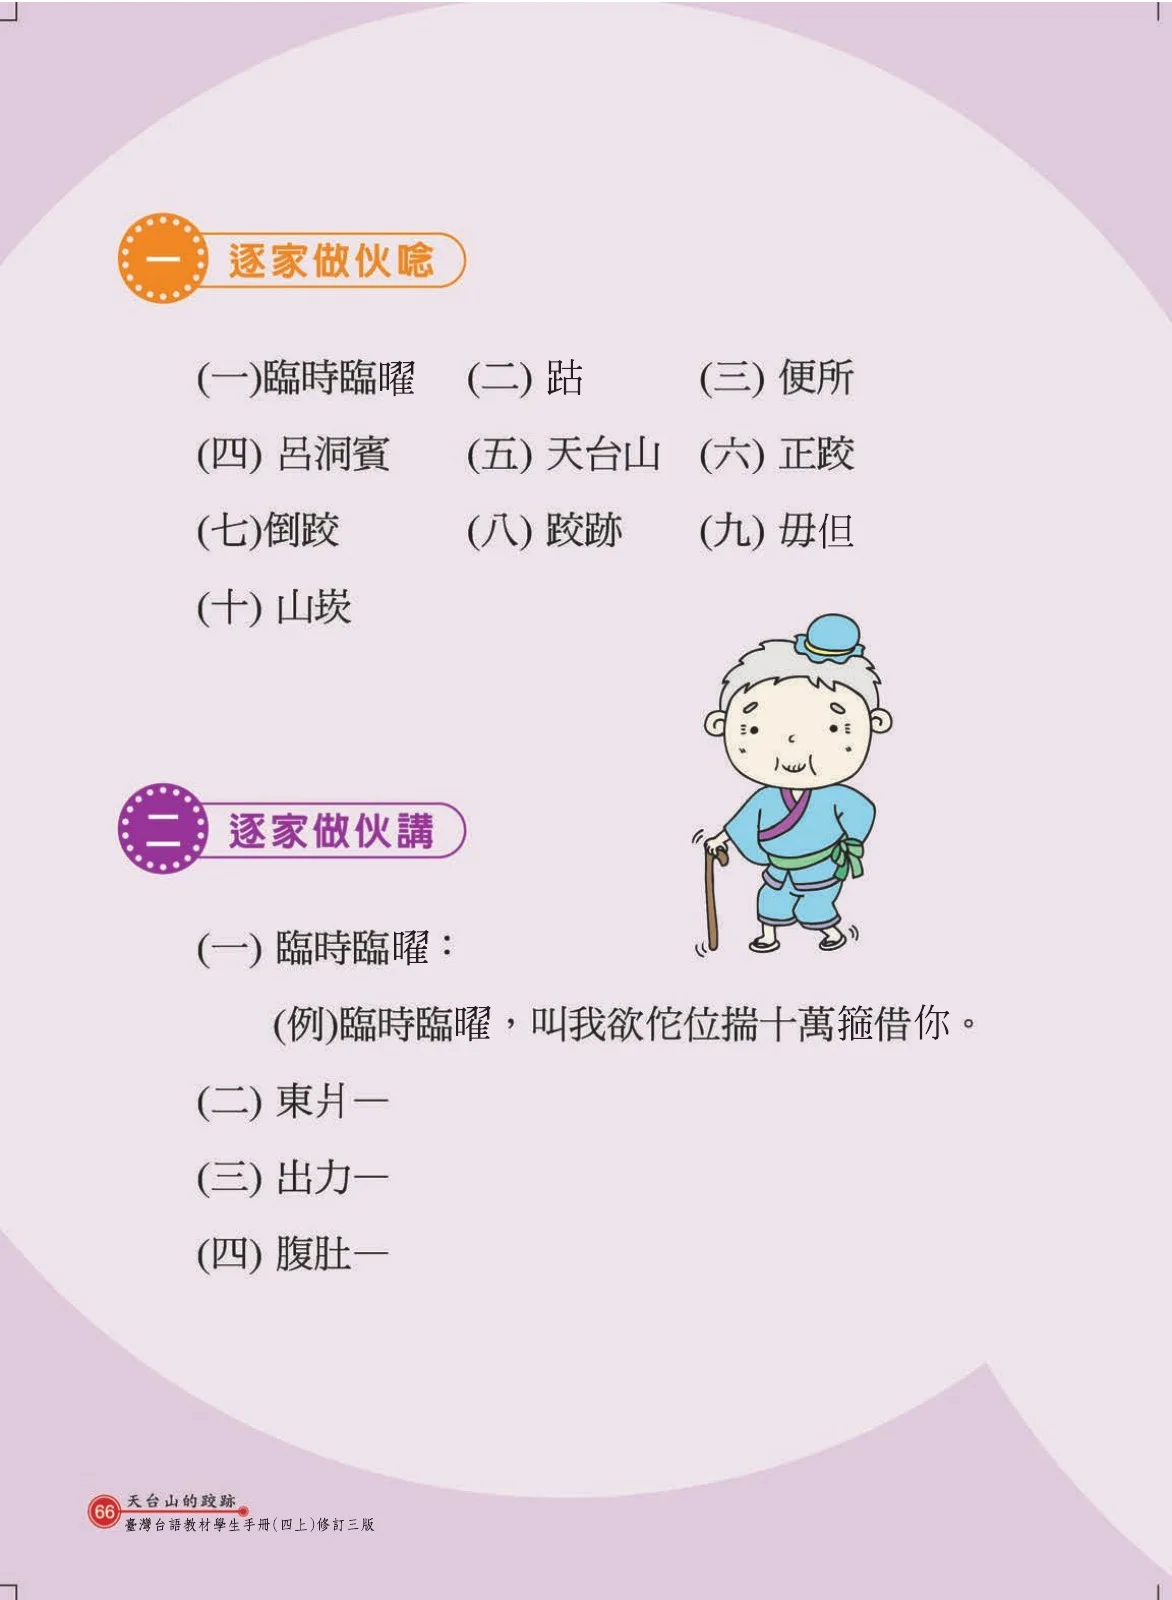 一 逐家做伙唸
(一)臨時臨曜 (二) 跍 (三) 便所
(四) 呂洞賓 (五) 天台山 (六) 正跤
(七)倒跤 (八) 跤跡 (九) 毋但
(十) 山崁
二 逐家做伙講
(一) 臨時臨曜：
(例)臨時臨曜，叫我欲佗位揣十萬箍借你。
(二) 東爿—
(三) 出力—
(四) 腹肚—
66 天台山的跤跡
臺灣台語教材學生手冊(四上)修訂三版